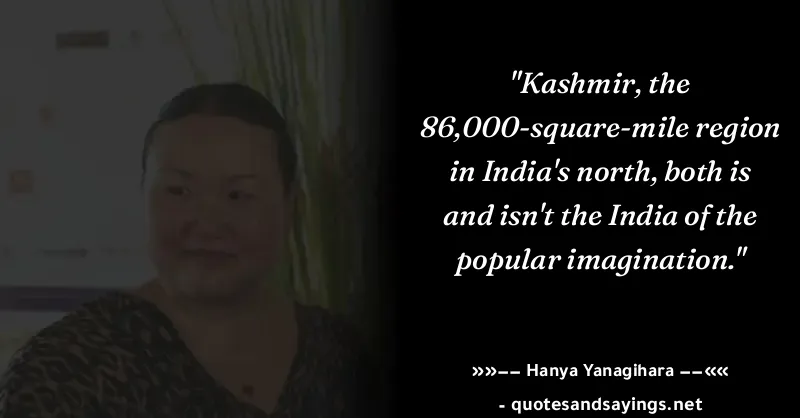 "Kashmir, the
86,000-square-mile region
in India's north, both is
and isn't the India of the
popular imagination."
»»–– Hanya Yanagihara ––««
- quotesandsayings.net